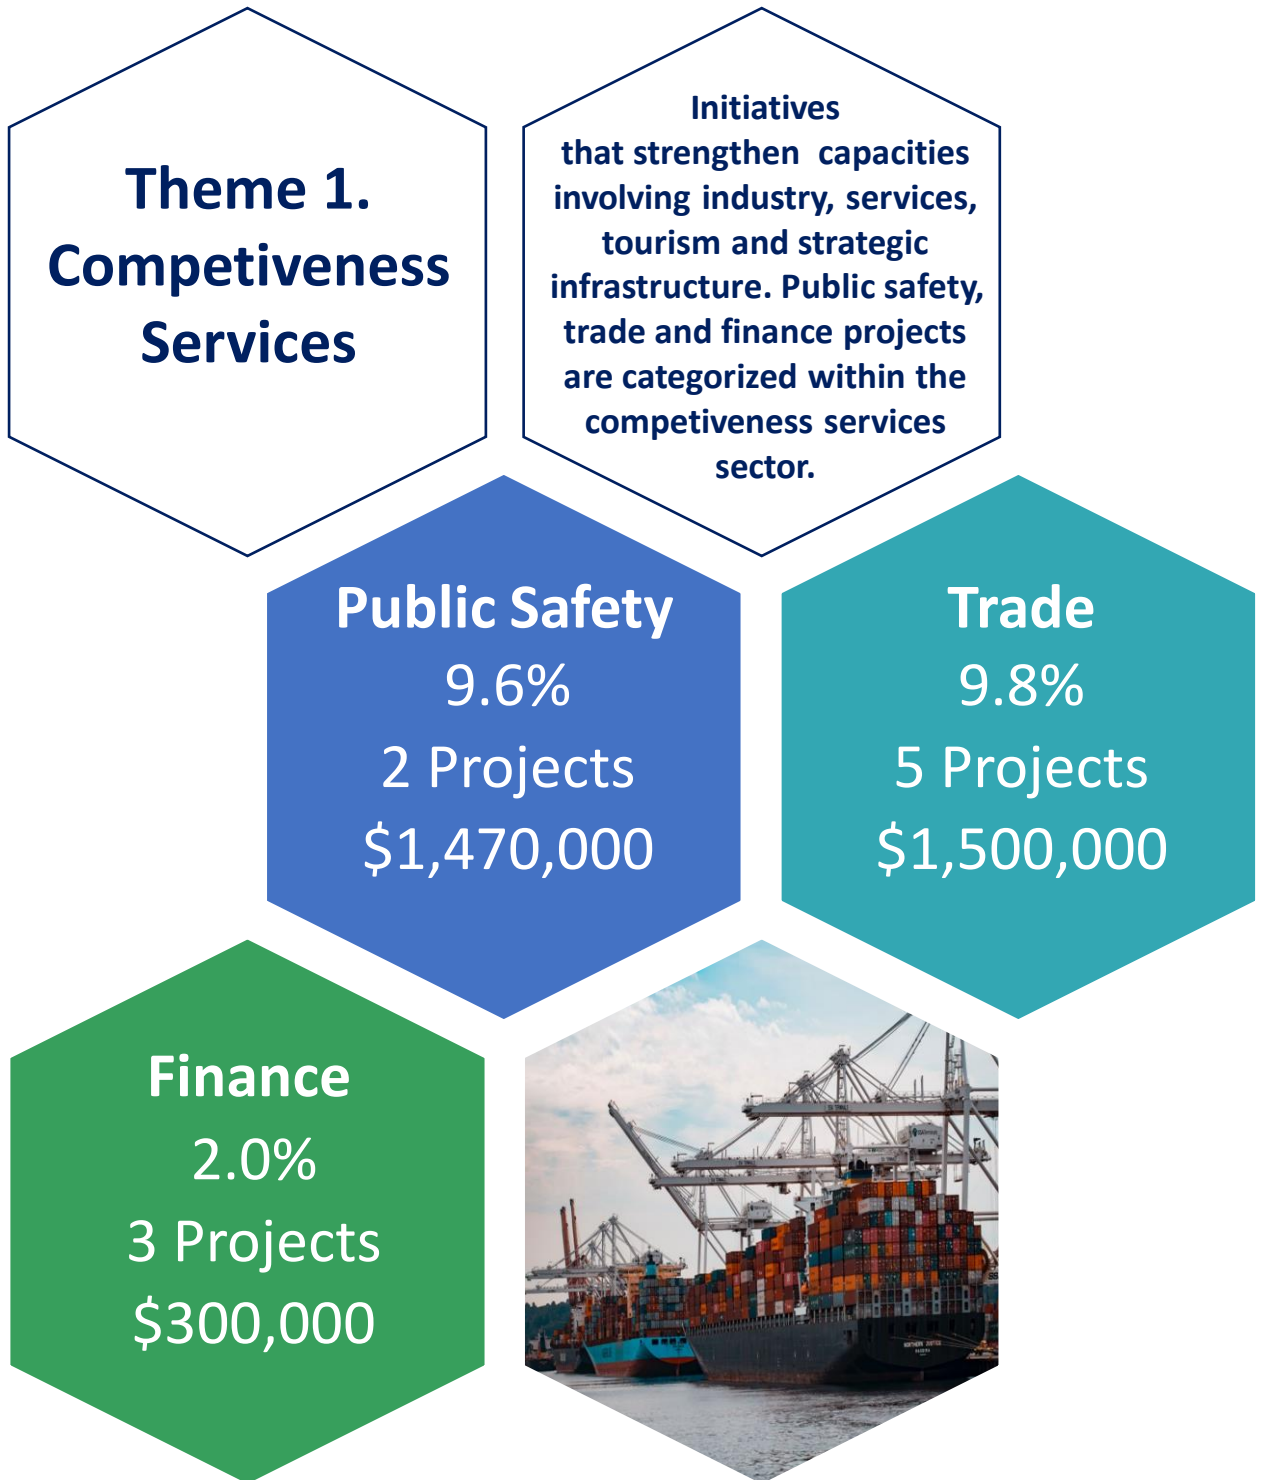 Theme 1.
Competiveness
Services
Initiatives
that strengthen capacities
involving industry, services,
tourism and strategic
infrastructure. Public safety,
trade and finance projects
are categorized within the
competiveness services
sector.
Public Safety
9.6%
2 Projects
$1,470,000
Trade
9.8%
5 Projects
$1,500,000
Finance
2.0%
3 Projects
$300,000